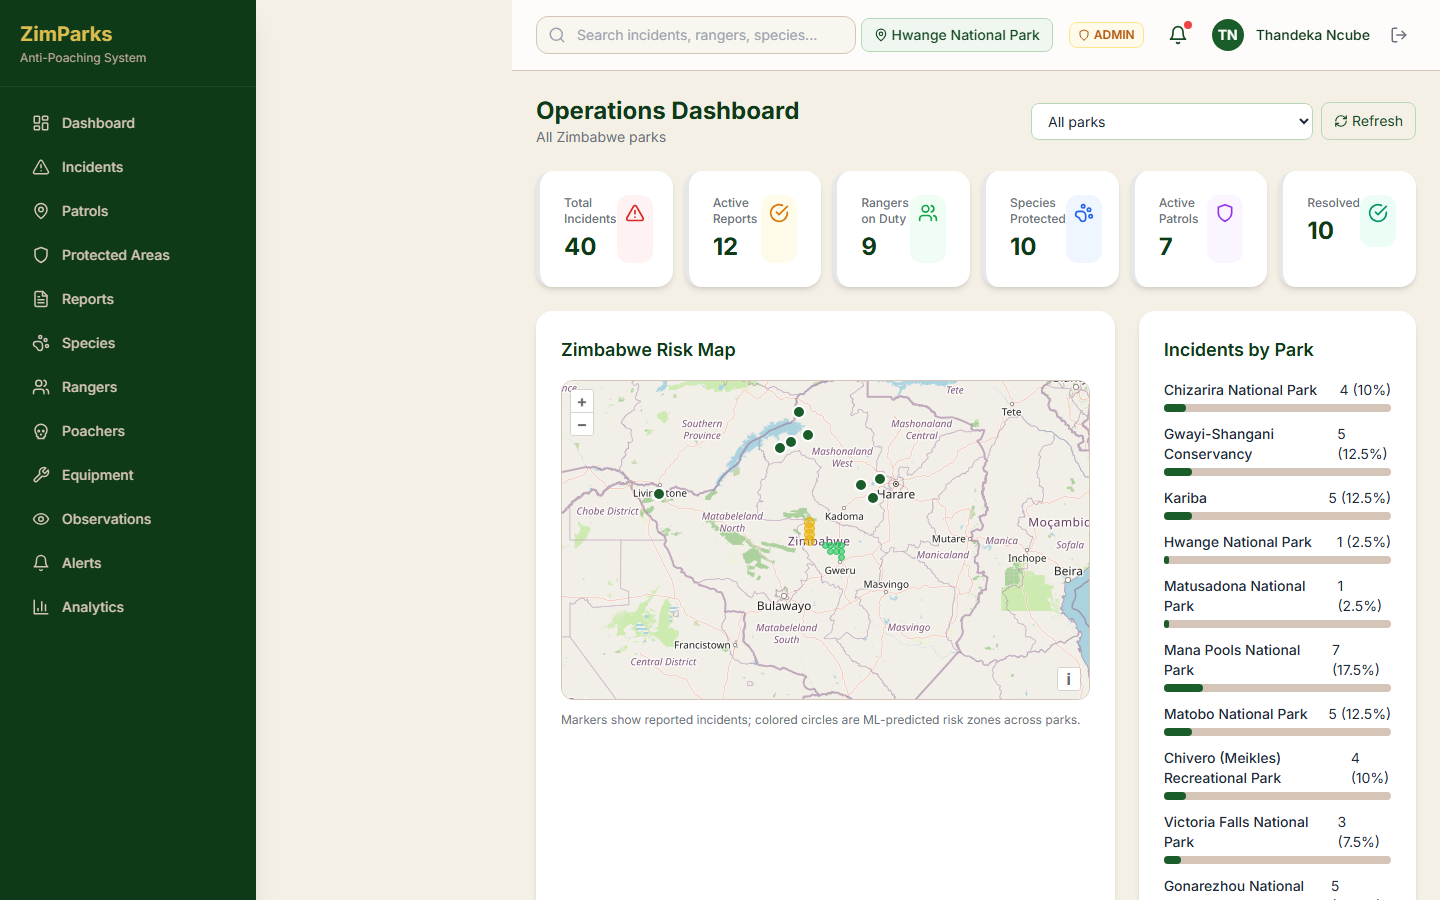 ZimParks
Anti-Poaching System
Dashboard
Incidents
Patrols
Protected Areas
Reports
Species
Rangers
Poachers
Equipment
Observations
Alerts
Analytics
Search incidents, rangers, species...
Hwange National Park
ADMIN
TN
Thandeka Ncube
Operations Dashboard
All Zimbabwe parks
All parks
Refresh
Total
Incidents
40
Active
Reports
12
Rangers
on Duty
9
Species
Protected
10
Active
Patrols
7
Resolved
10
Zimbabwe Risk Map
+
−
Southern
Province
Tete
Tete
Mashonaland
Central
Mashonaland
West
Harare
Chobe District
Matabeleland
North
Kadoma
Zimbabwe
Moçambic
Mutare
Manica
Sofala
Manicaland
Inchope
Gweru
Beira
Masvingo
Bulawayo
Matabeleland
South
Masvingo
Francistown
Central District
i
Markers show reported incidents; colored circles are ML-predicted risk zones across parks.
Incidents by Park
Chizarira National Park 4 (10%)
Gwayi-Shangani 5
Conservancy (12.5%)
Kariba 5 (12.5%)
Hwange National Park 1 (2.5%)
Matusadona National 1
Park (2.5%)
Mana Pools National 7
Park (17.5%)
Matobo National Park 5 (12.5%)
Chivero (Meikles) 4
Recreational Park (10%)
Victoria Falls National 3
Park (7.5%)
Gonarezhou National 5